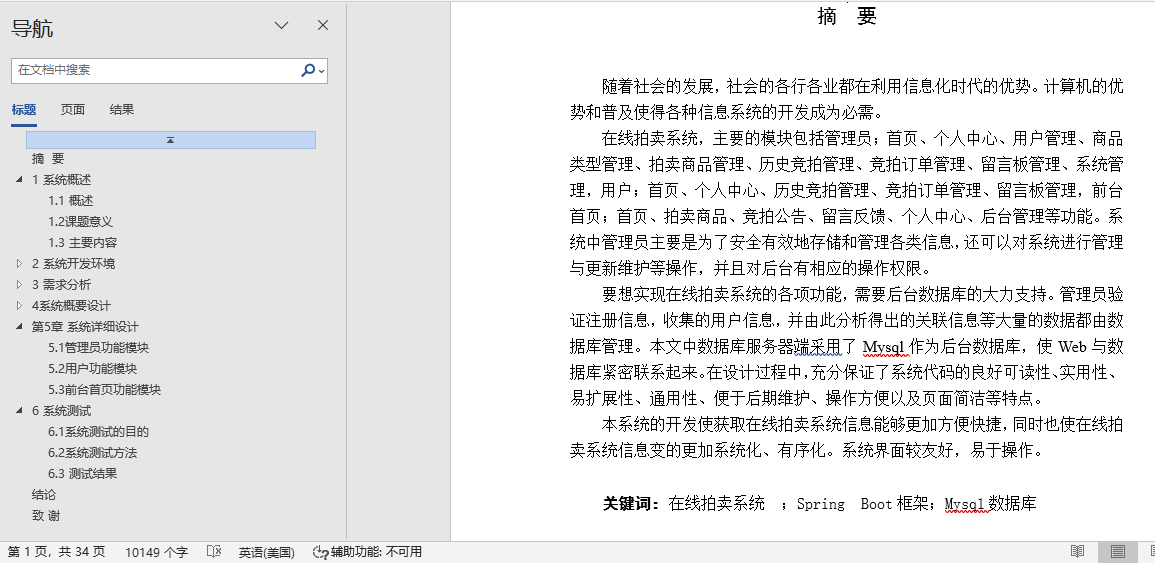 导航
在文档中搜索
标题 页面 结果
摘 要
1 系统概述
1.1 概述
1.2课题意义
1.3 主要内容
2 系统开发环境
3 需求分析
4系统概要设计
第5章 系统详细设计
5.1管理员功能模块
5.2用户功能模块
5.3前台首页功能模块
6 系统测试
6.1系统测试的目的
6.2系统测试方法
6.3 测试结果
结论
致 谢
摘 要
随着社会的发展，社会的各行各业都在利用信息化时代的优势。计算机的优
势和普及使得各种信息系统的开发成为必需。
在线拍卖系统，主要的模块包括管理员；首页、个人中心、用户管理、商品
类型管理、拍卖商品管理、历史竞拍管理、竞拍订单管理、留言板管理、系统管
理，用户；首页、个人中心、历史竞拍管理、竞拍订单管理、留言板管理，前台
首页；首页、拍卖商品、竞拍公告、留言反馈、个人中心、后台管理等功能。系
统中管理员主要是为了安全有效地存储和管理各类信息，还可以对系统进行管理
与更新维护等操作，并且对后台有相应的操作权限。
要想实现在线拍卖系统的各项功能，需要后台数据库的大力支持。管理员验
证注册信息，收集的用户信息，并由此分析得出的关联信息等大量的数据都由数
据库管理。本文中数据库服务器端采用了 Mysql 作为后台数据库，使 Web 与数
据库紧密联系起来。在设计过程中，充分保证了系统代码的良好可读性、实用性、
易扩展性、通用性、便于后期维护、操作方便以及页面简洁等特点。
本系统的开发使获取在线拍卖系统信息能够更加方便快捷，同时也使在线拍
卖系统信息变的更加系统化、有序化。系统界面较友好，易于操作。
关键词：在线拍卖系统 ；Spring Boot 框架；Mysql 数据库
第 1 页，共 34 页 10149 个字 英语(美国) 辅助功能: 不可用